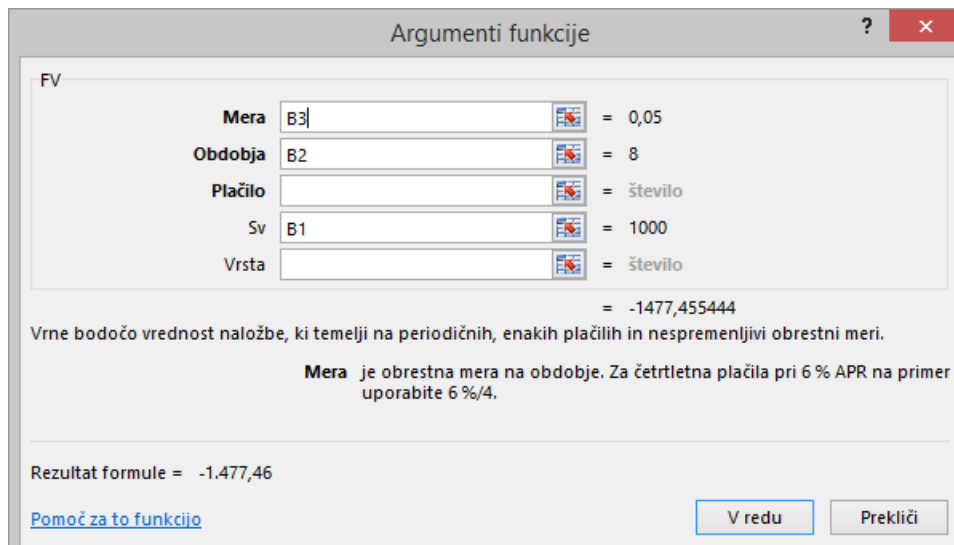 Argumenti funkcije ?
FV
Mera B3 = 0,05
Obdobja B2 = 8
Plačilo = število
Sv B1 = 1000
Vrsta = število
= -1477,455444
Vrne bodočo vrednost naložbe, ki temelji na periodičnih, enakih plačilih in nespremenljivi obrestni meri.
Mera je obrestna mera na obdobje. Za četrtletna plačila pri 6 % APR na primer
uporabite 6 %/4.
Rezultat formule = -1.477,46
Pomoč za to funkcijo V redu Prekliči